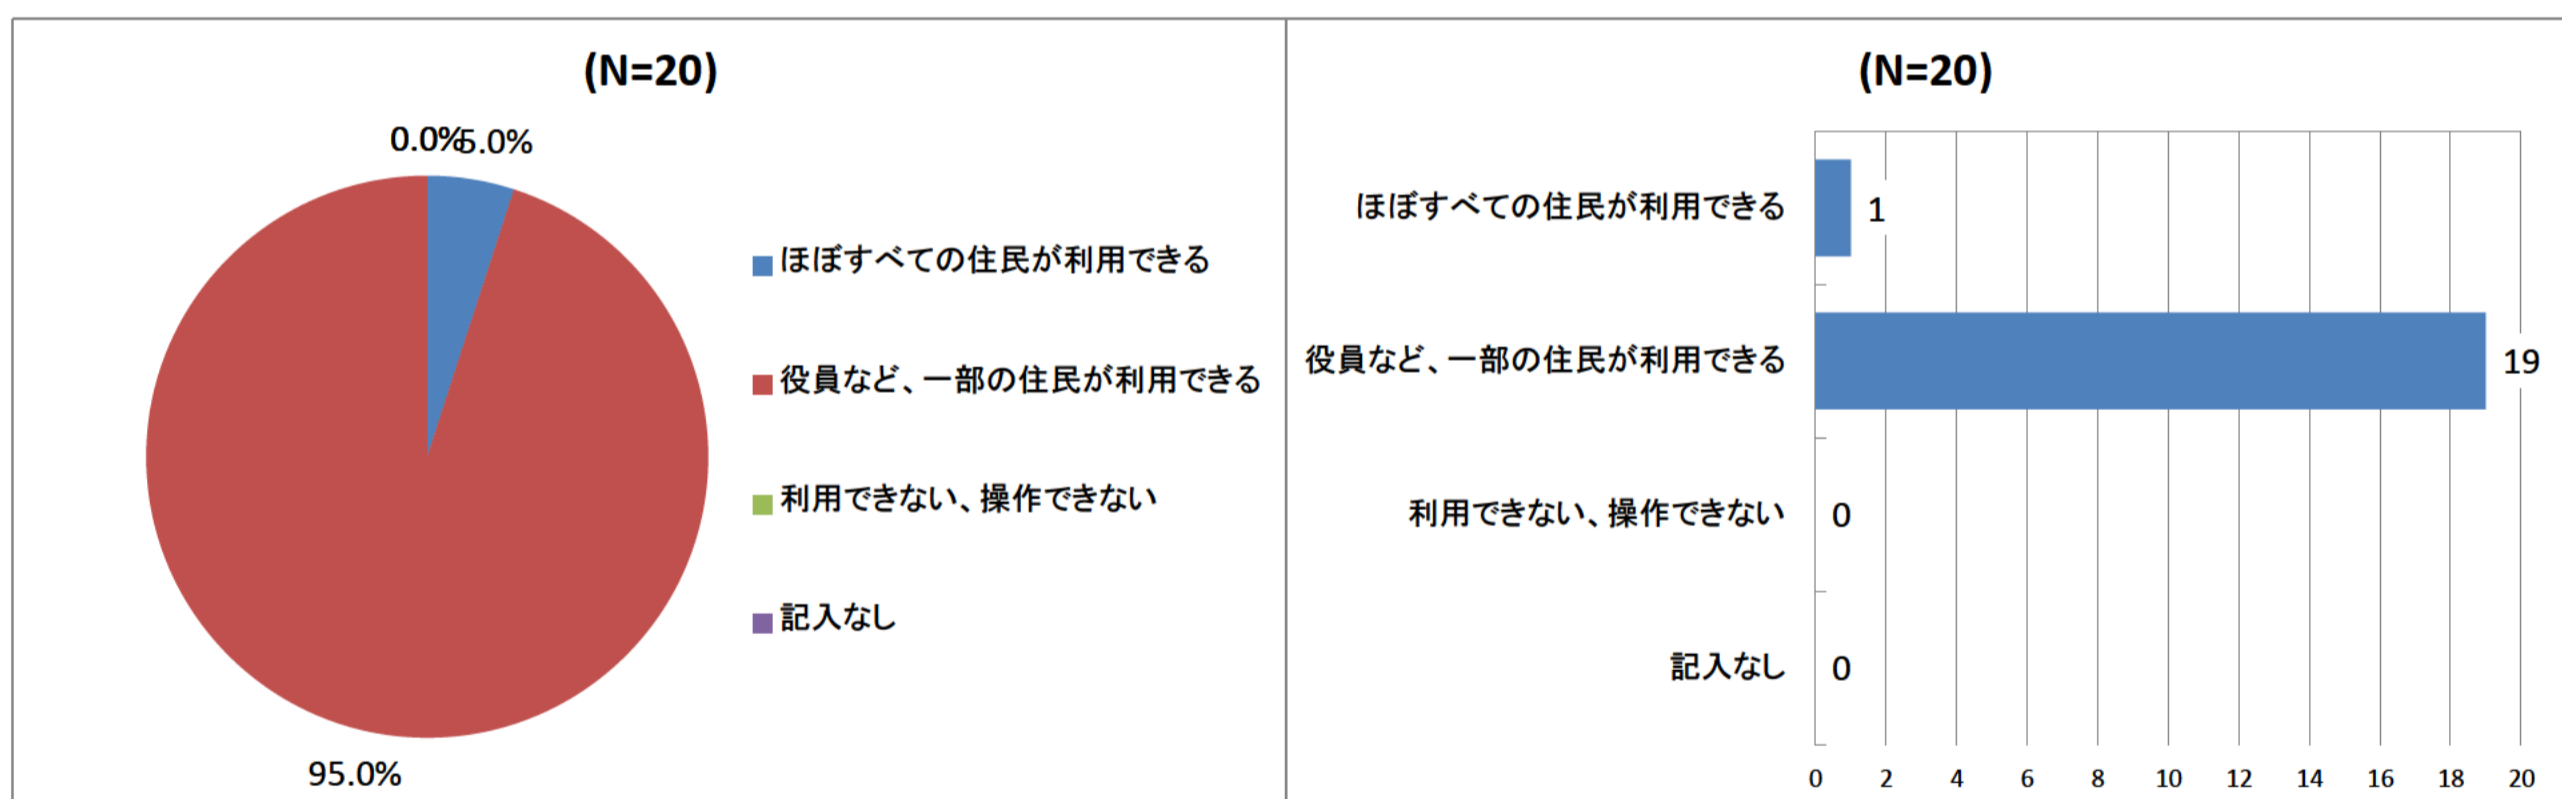 (N=20)
0.0%
5.0%
ほぼすべての住民が利用できる
役員など、一部の住民が利用できる
利用できない、操作できない
記入なし
95.0%
(N=20)
ほぼすべての住民が利用できる 1
役員など、一部の住民が利用できる 19
利用できない、操作できない 0
記入なし 0
0 2 4 6 8 10 12 14 16 18 20